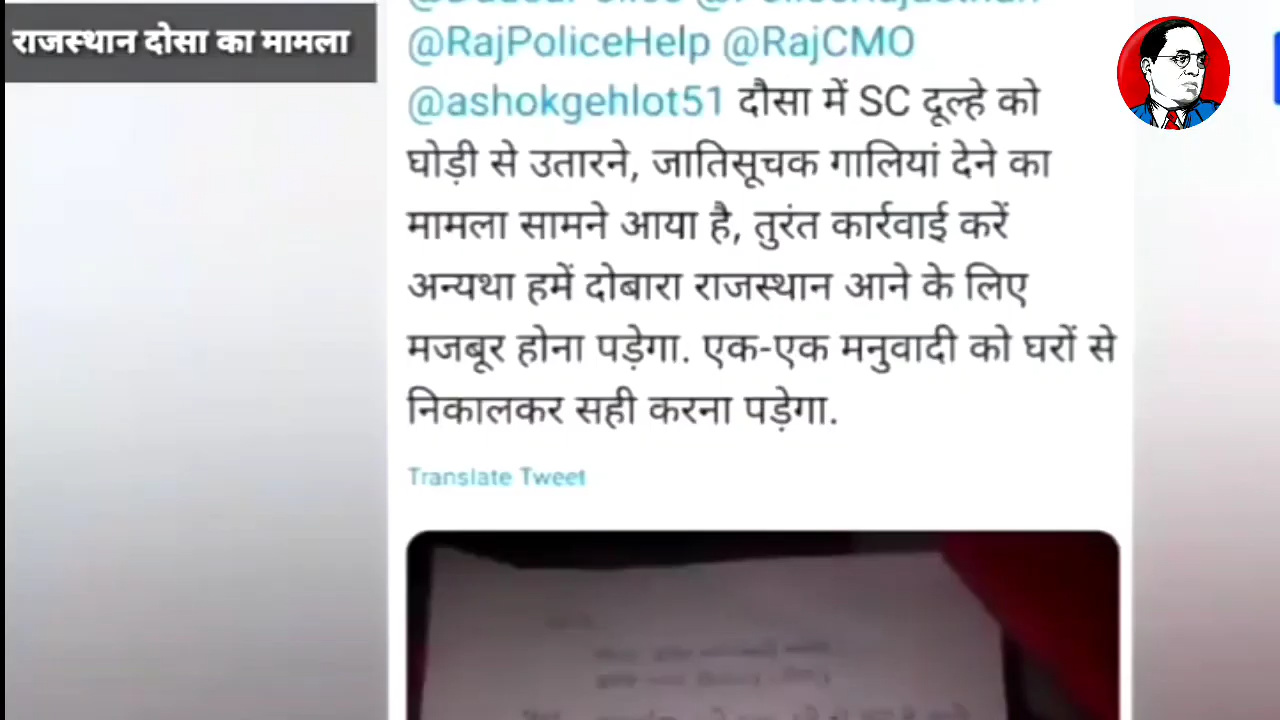 राजस्थान दोसा का मामला
@RajPoliceHelp @RajCMO
@ashokgehlot51 दौसा में SC दूल्हे को
घोड़ी से उतारने, जातिसूचक गालियां देने का
मामला सामने आया है, तुरंत कार्रवाई करें
अन्यथा हमें दोबारा राजस्थान आने के लिए
मजबूर होना पड़ेगा. एक-एक मनुवादी को घरों से
निकालकर सही करना पड़ेगा.
Translate Tweet